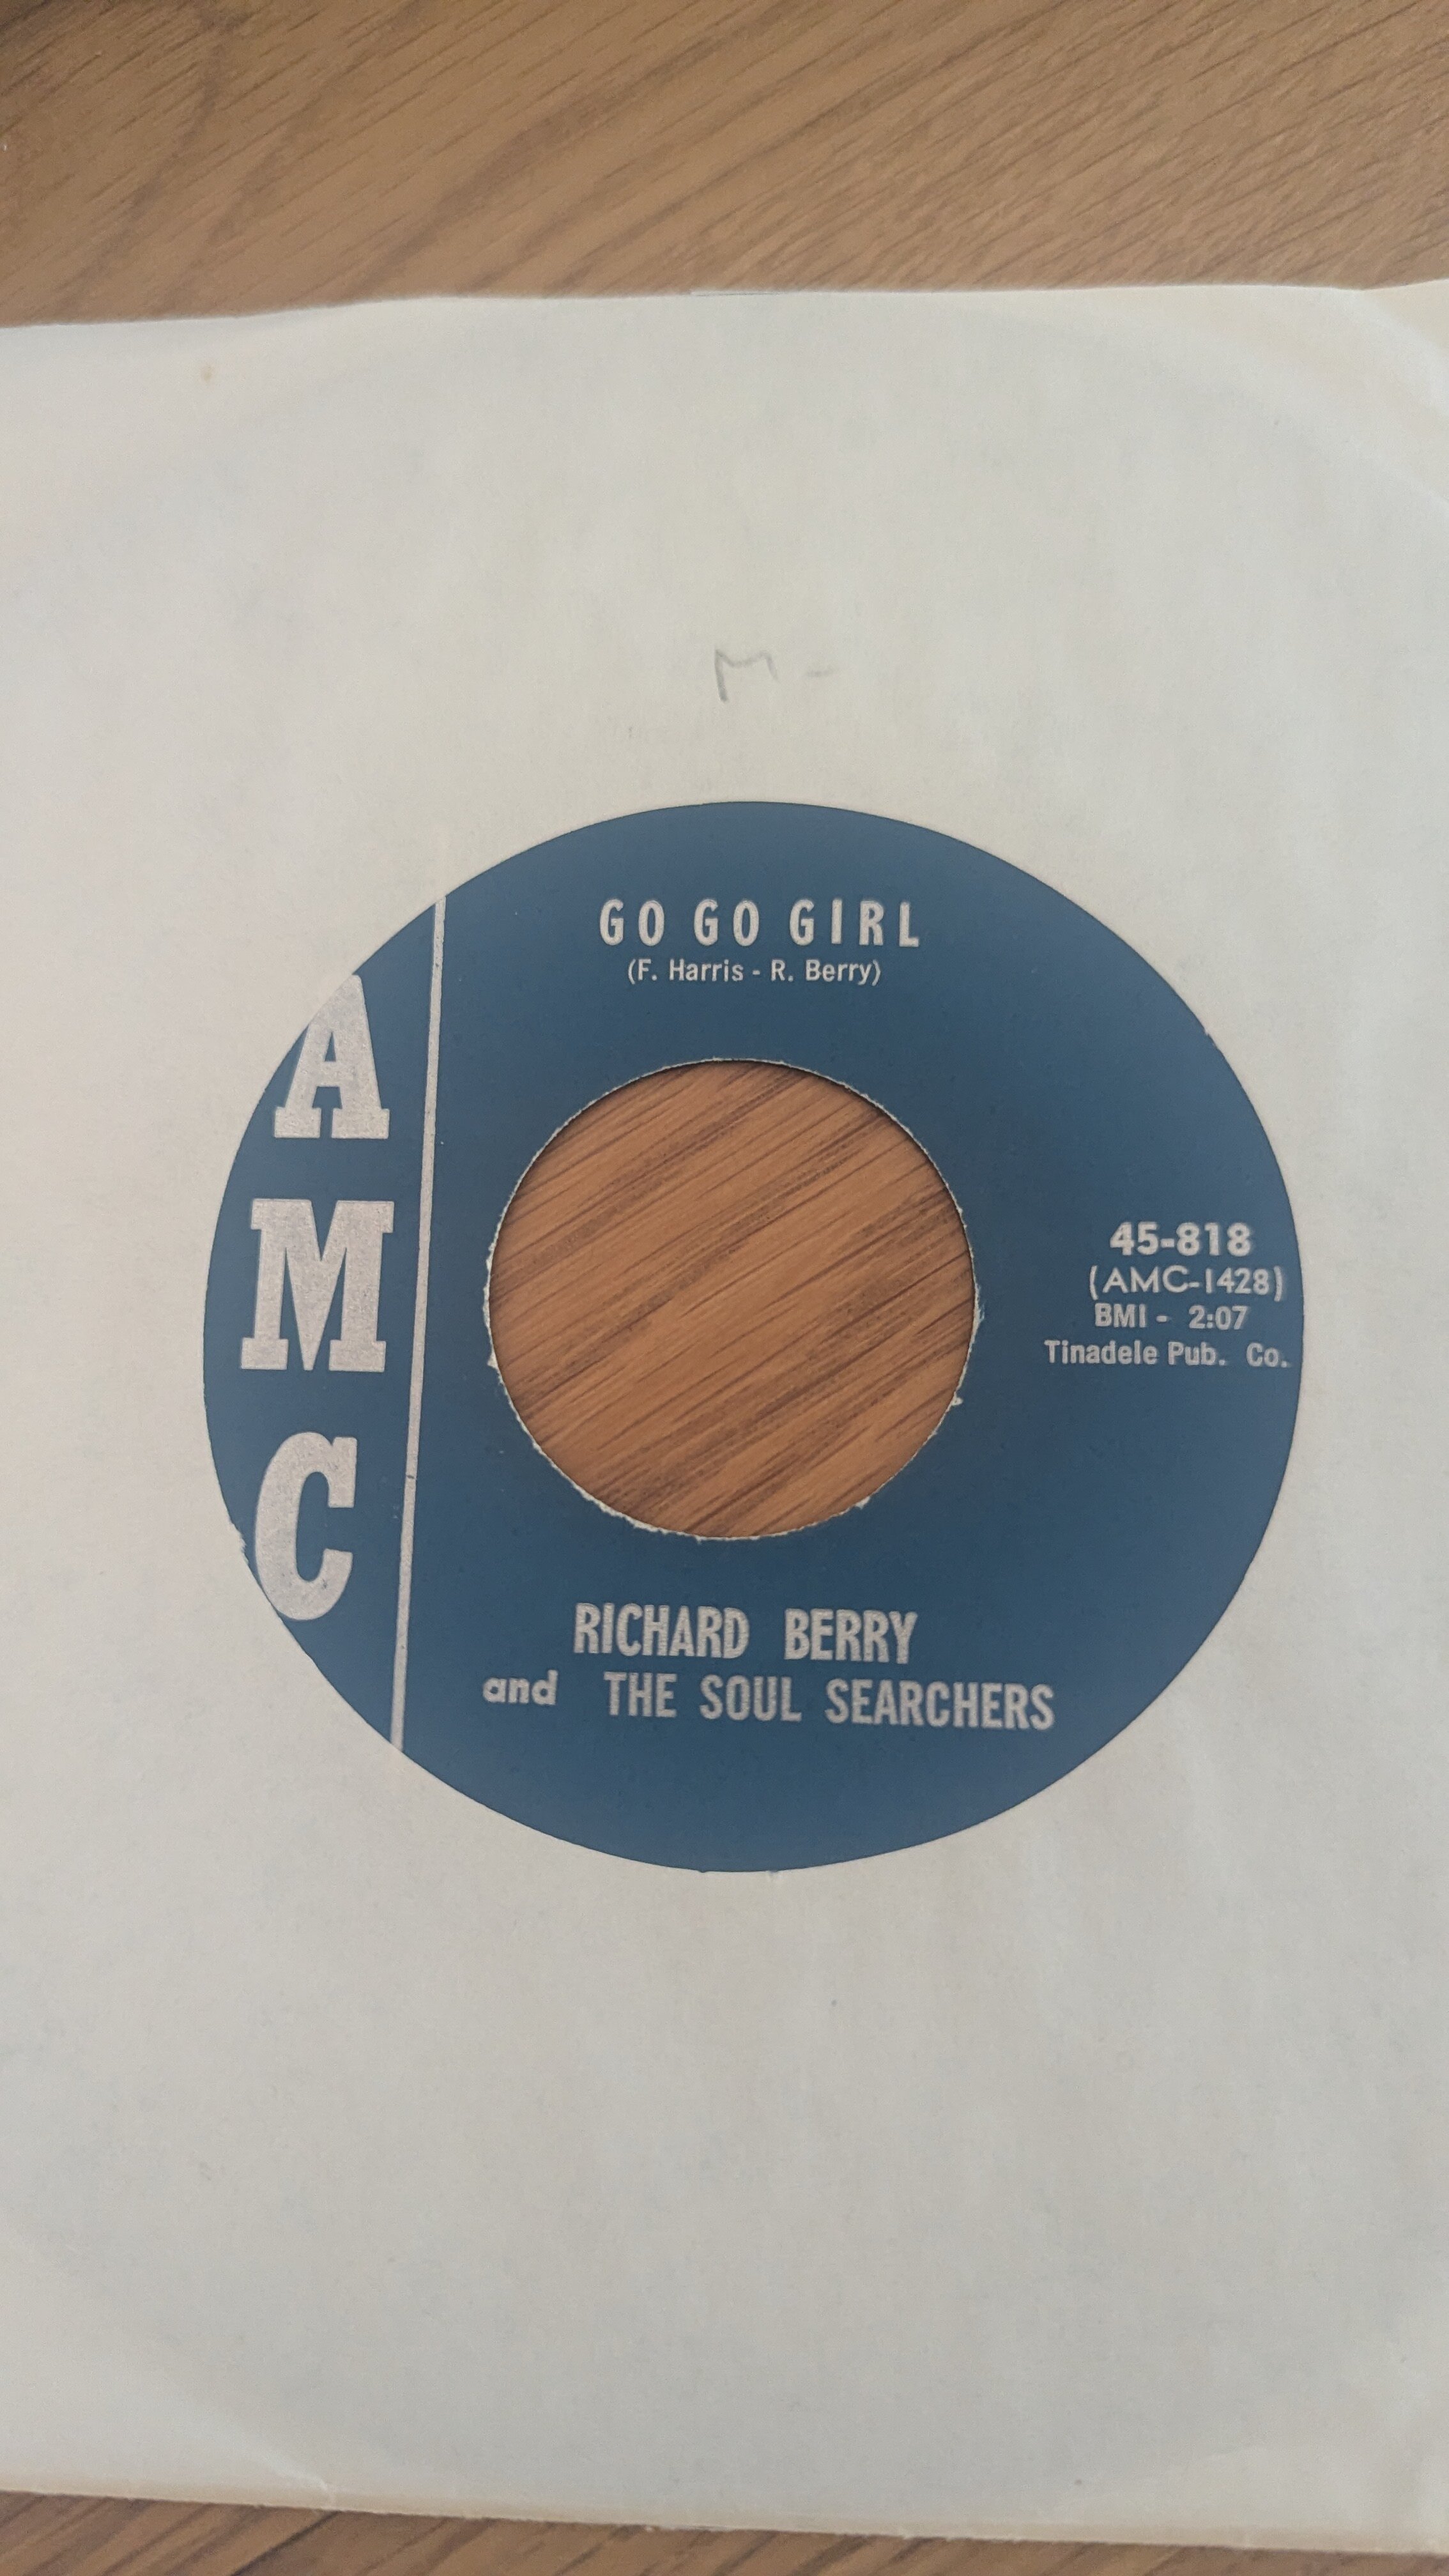 M -
GO GO GIRL
(F. Harris - R. Berry)
AMC
45-818
(AMC-1428)
BMI - 2:07
Tinadele Pub. Co.
RICHARD BERRY
and THE SOUL SEARCHERS